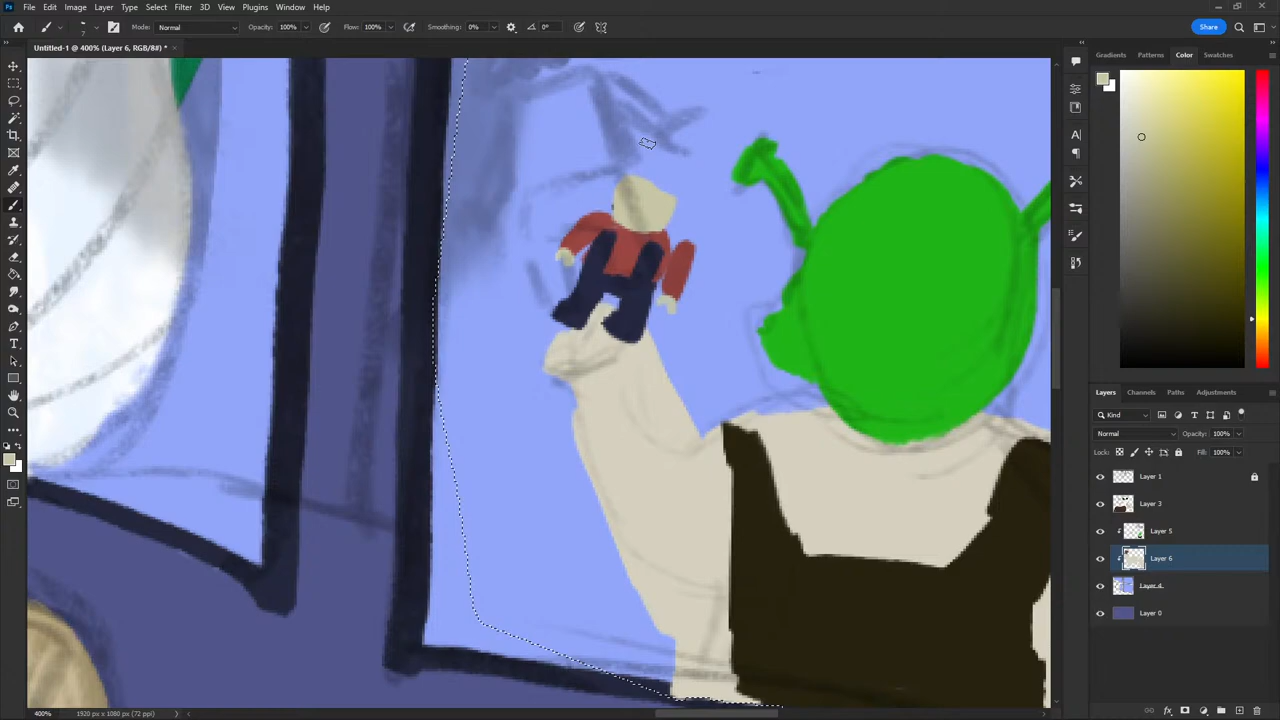 Ps File Edit Image Layer Type Select Filter 3D View Plugins Window Help
7 Mode: Normal Opacity: 100% Flow: 100% Smoothing: 0% 0° Share
Untitled-1 @ 400% (Layer 6, RGB/8#) *
Gradients Patterns Color Swatches
Layers Channels Paths Adjustments
Kind
Normal Opacity: 100%
Lock: Fill: 100%
Layer 1
Layer 3
Layer 5
Layer 6
Layer 4
Layer 0
400% 1920 px x 1080 px (72 ppi)